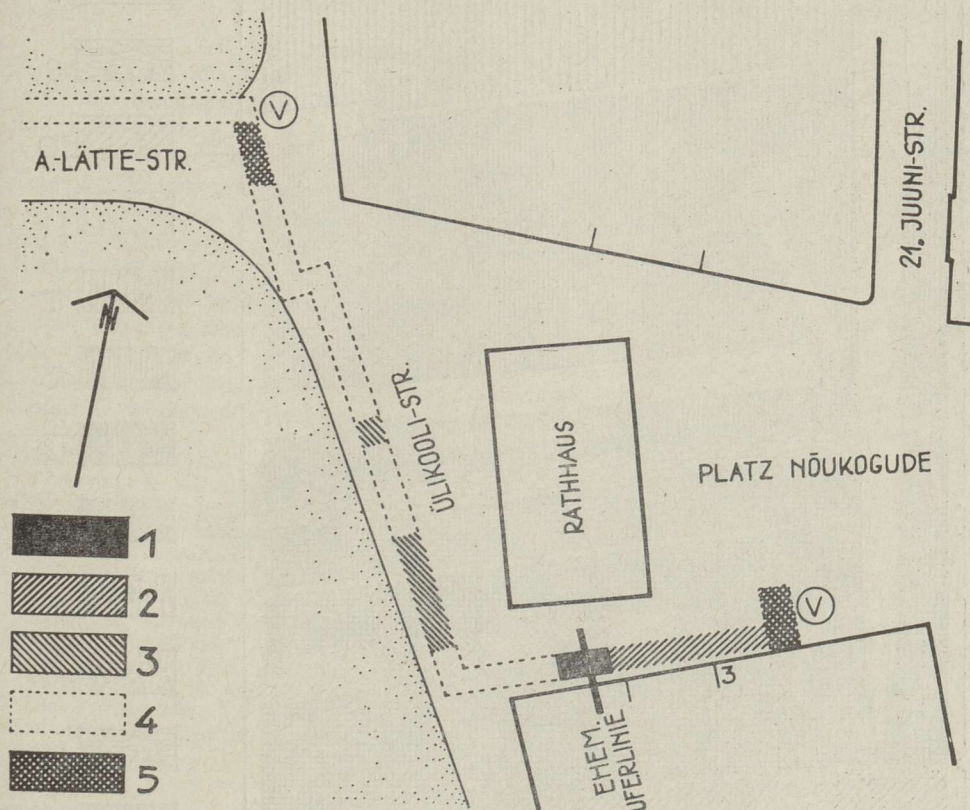 V
A.-LÄTTE-STR.
21. JUUNI-STR.
N
ÜLIKOOLI-STR.
RATHHAUS
PLATZ NÕUKOGUDE
1
2
3
4
5
V
3
EHEM.
UFERLINIE